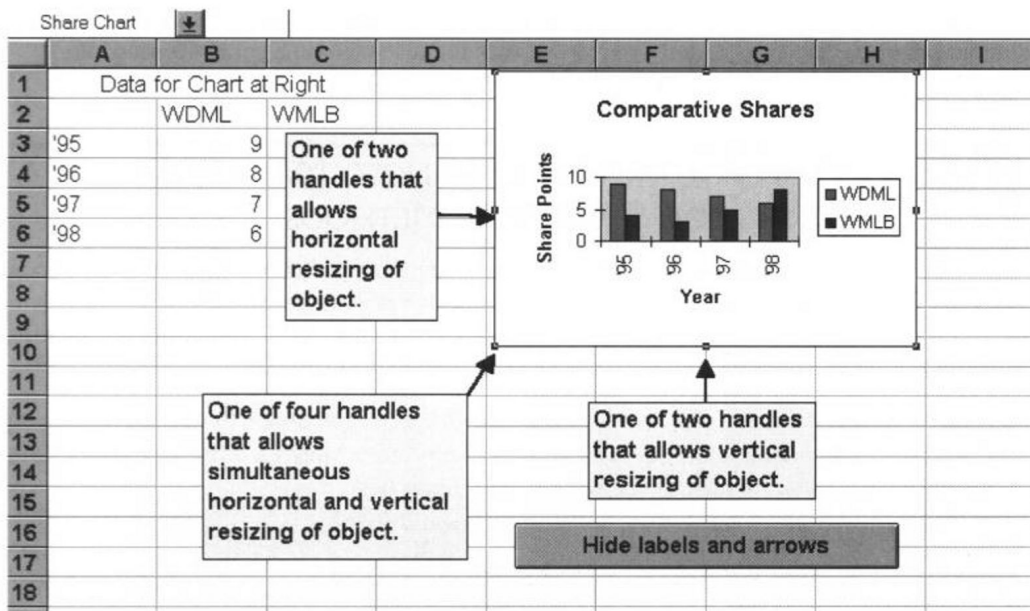 Share Chart
A B C D E F G H I
1 Data for Chart at Right
2 WDML WMLB
3 '95 9
4 '96 8
5 '97 7
6 '98 6
7
8
9
10
11
12
13
14
15
16
17
18
One of two
handles that
allows
horizontal
resizing of
object.
Comparative Shares
Share Points
10
5
0
95 96 97 98
Year
WDML
WMLB
One of four handles
that allows
simultaneous
horizontal and vertical
resizing of object.
One of two handles
that allows vertical
resizing of object.
Hide labels and arrows